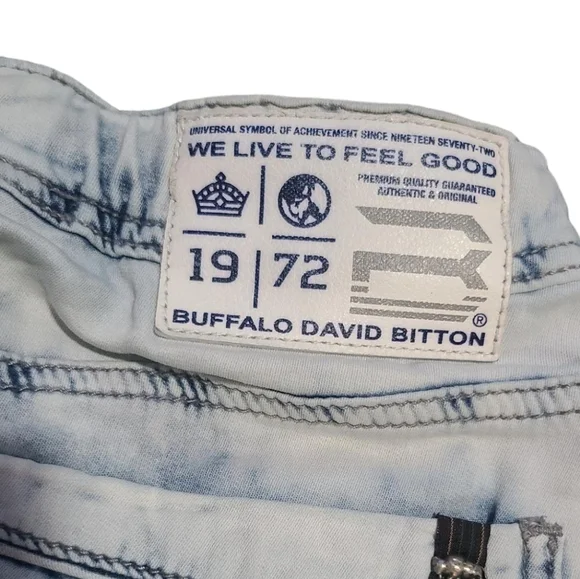 UNIVERSAL SYMBOL OF ACHIEVEMENT SINCE NINETEEN SEVENTY-TWO
WE LIVE TO FEEL GOOD
PREMIUM QUALITY GUARANTEED
AUTHENTIC & ORIGINAL
19 72
®
BUFFALO DAVID BITTON